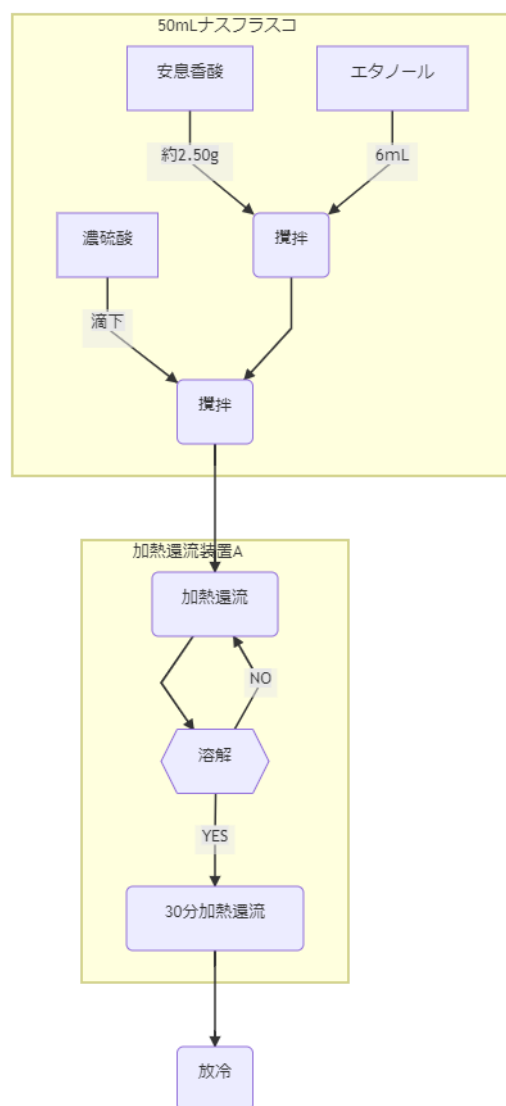 50mLナスフラスコ
安息香酸
エタノール
約2.50g
6mL
濃硫酸
攪拌
滴下
攪拌
加熱還流装置A
加熱還流
NO
溶解
YES
30分加熱還流
放冷